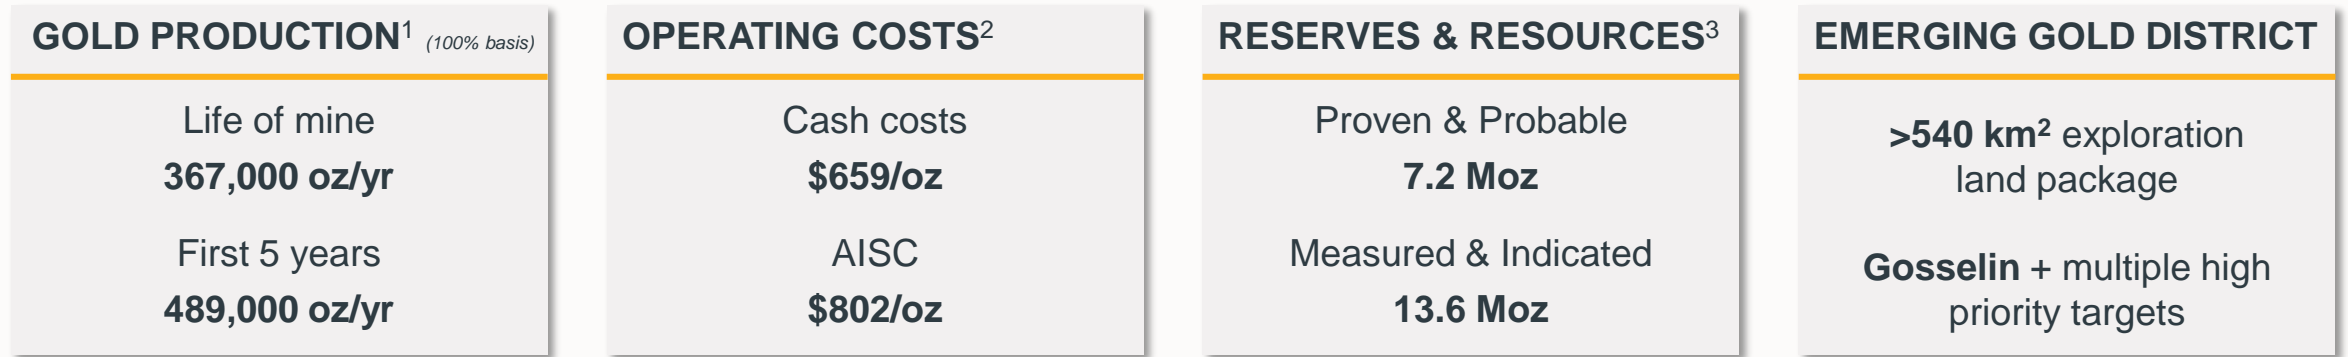 GOLD PRODUCTION¹ (100% basis)
Life of mine
367,000 oz/yr
First 5 years
489,000 oz/yr
OPERATING COSTS²
Cash costs
$659/oz
AISC
$802/oz
RESERVES & RESOURCES³
Proven & Probable
7.2 Moz
Measured & Indicated
13.6 Moz
EMERGING GOLD DISTRICT
>540 km² exploration
land package
Gosselin + multiple high
priority targets